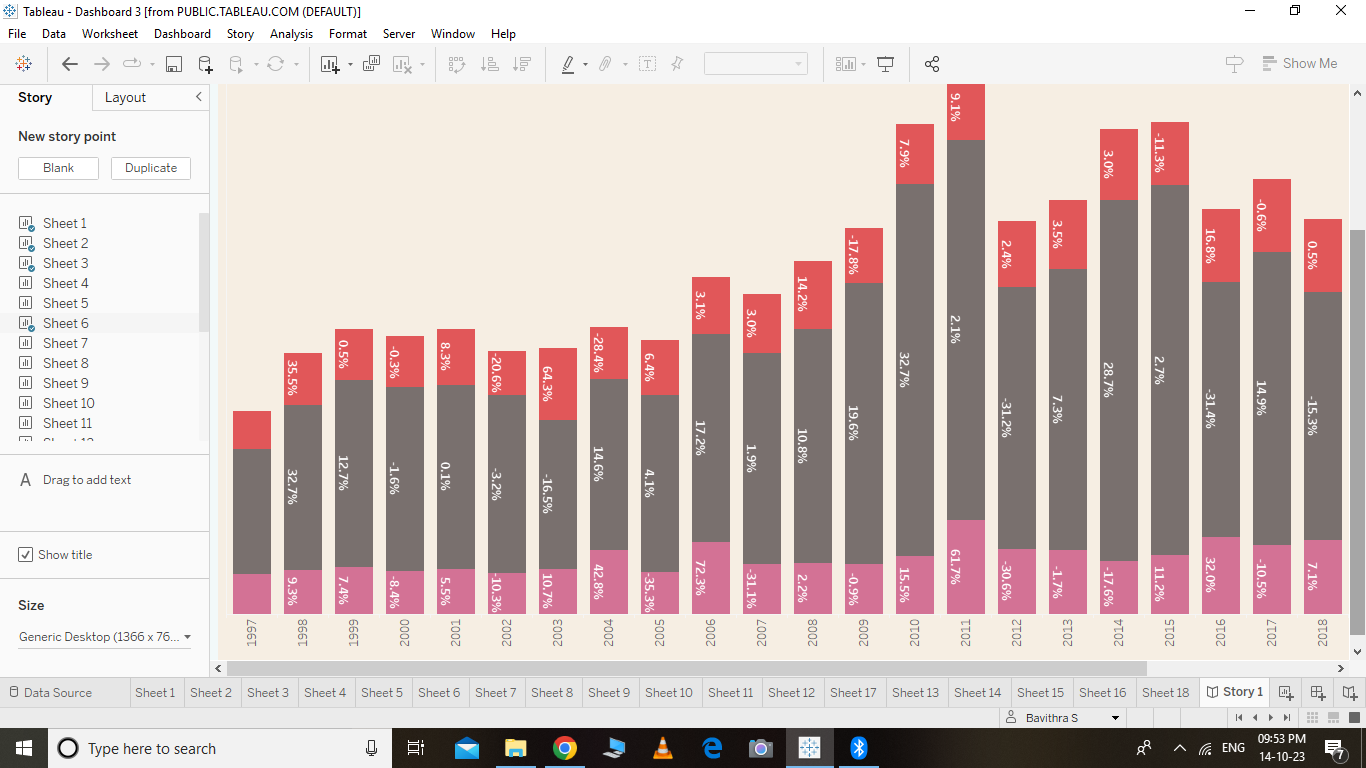 Tableau - Dashboard 3 [from PUBLIC.TABLEAU.COM (DEFAULT)]
File Data Worksheet Dashboard Story Analysis Format Server Window Help
Show Me
Story Layout
New story point
Blank Duplicate
Sheet 1
Sheet 2
Sheet 3
Sheet 4
Sheet 5
Sheet 6
Sheet 7
Sheet 8
Sheet 9
Sheet 10
Sheet 11
A Drag to add text
Show title
Size
Generic Desktop (1366 x 76...
35.5% 0.5% -0.3% 8.3% -20.6% 64.3% -28.4% 6.4% 3.1% 3.0% 14.2% -17.8% 7.9% 9.1% 2.4% 3.5% 3.0% -11.3% 16.8% -0.6% 0.5%
32.7% 12.7% -1.6% 0.1% -3.2% -16.5% 14.6% 4.1% 17.2% 1.9% 10.8% 19.6% 32.7% 2.1% -31.2% 7.3% 28.7% 2.7% -31.4% 14.9% -15.3%
9.3% 7.4% -8.4% 5.5% -10.3% 10.7% 42.8% -35.3% 72.3% -31.1% 2.2% -0.9% 15.5% 61.7% -30.6% -1.7% -17.6% 11.2% 32.0% -10.5% 7.1%
1997 1998 1999 2000 2001 2002 2003 2004 2005 2006 2007 2008 2009 2010 2011 2012 2013 2014 2015 2016 2017 2018
Data Source Sheet 1 Sheet 2 Sheet 3 Sheet 4 Sheet 5 Sheet 6 Sheet 7 Sheet 8 Sheet 9 Sheet 10 Sheet 11 Sheet 12 Sheet 17 Sheet 13 Sheet 14 Sheet 15 Sheet 16 Sheet 18 Story 1
Bavithra S
Type here to search
ENG
09:53 PM
14-10-23
7